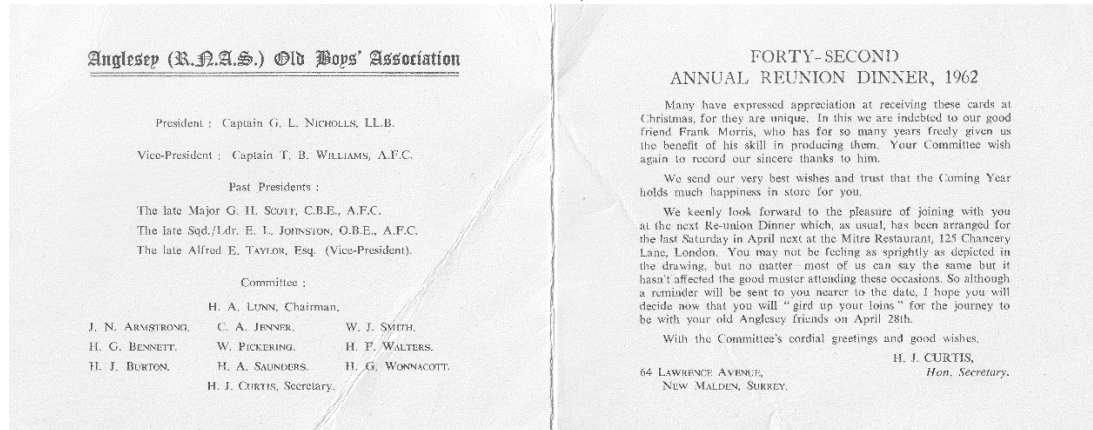 Anglesey (R.N.A.S.) Old Boys' Association
President : Captain G. L. NICHOLLS, LL.B.
Vice-President : Captain T. B. WILLIAMS, A.F.C.
Past Presidents :
The late Major G. H. SCOTT, C.B.E., A.F.C.
The late Sqd./Ldr. E. L. JOHNSTON, O.B.E., A.F.C.
The late Alfred E. TAYLOR, Esq. (Vice-President).
Committee :
H. A. LUNN, Chairman,
J. N. ARMSTRONG. C. A. JENNER. W. J. SMITH.
H. G. BENNETT. W. PICKERING. H. F. WALTERS.
H. J. BURTON. H. A. SAUNDERS. H. G. WONNACOTT.
H. J. CURTIS, Secretary.
FORTY-SECOND
ANNUAL REUNION DINNER, 1962
Many have expressed appreciation at receiving these cards at
Christmas, for they are unique. In this we are indebted to our good
friend Frank Morris, who has for so many years freely given us
the benefit of his skill in producing them. Your Committee wish
again to record our sincere thanks to him.
We send our very best wishes and trust that the Coming Year
holds much happiness in store for you.
We keenly look forward to the pleasure of joining with you
at the next Re-union Dinner which, as usual, has been arranged for
the last Saturday in April next at the Mitre Restaurant, 125 Chancery
Lane, London. You may not be feeling as sprightly as depicted in
the drawing, but no matter—most of us can say the same but it
hasn't affected the good muster attending these occasions. So although
a reminder will be sent to you nearer to the date, I hope you will
decide now that you will "gird up your loins" for the journey to
be with your old Anglesey friends on April 28th.
With the Committee's cordial greetings and good wishes.
H. J. CURTIS,
64 LAWRENCE AVENUE, Hon. Secretary.
NEW MALDEN, SURREY.